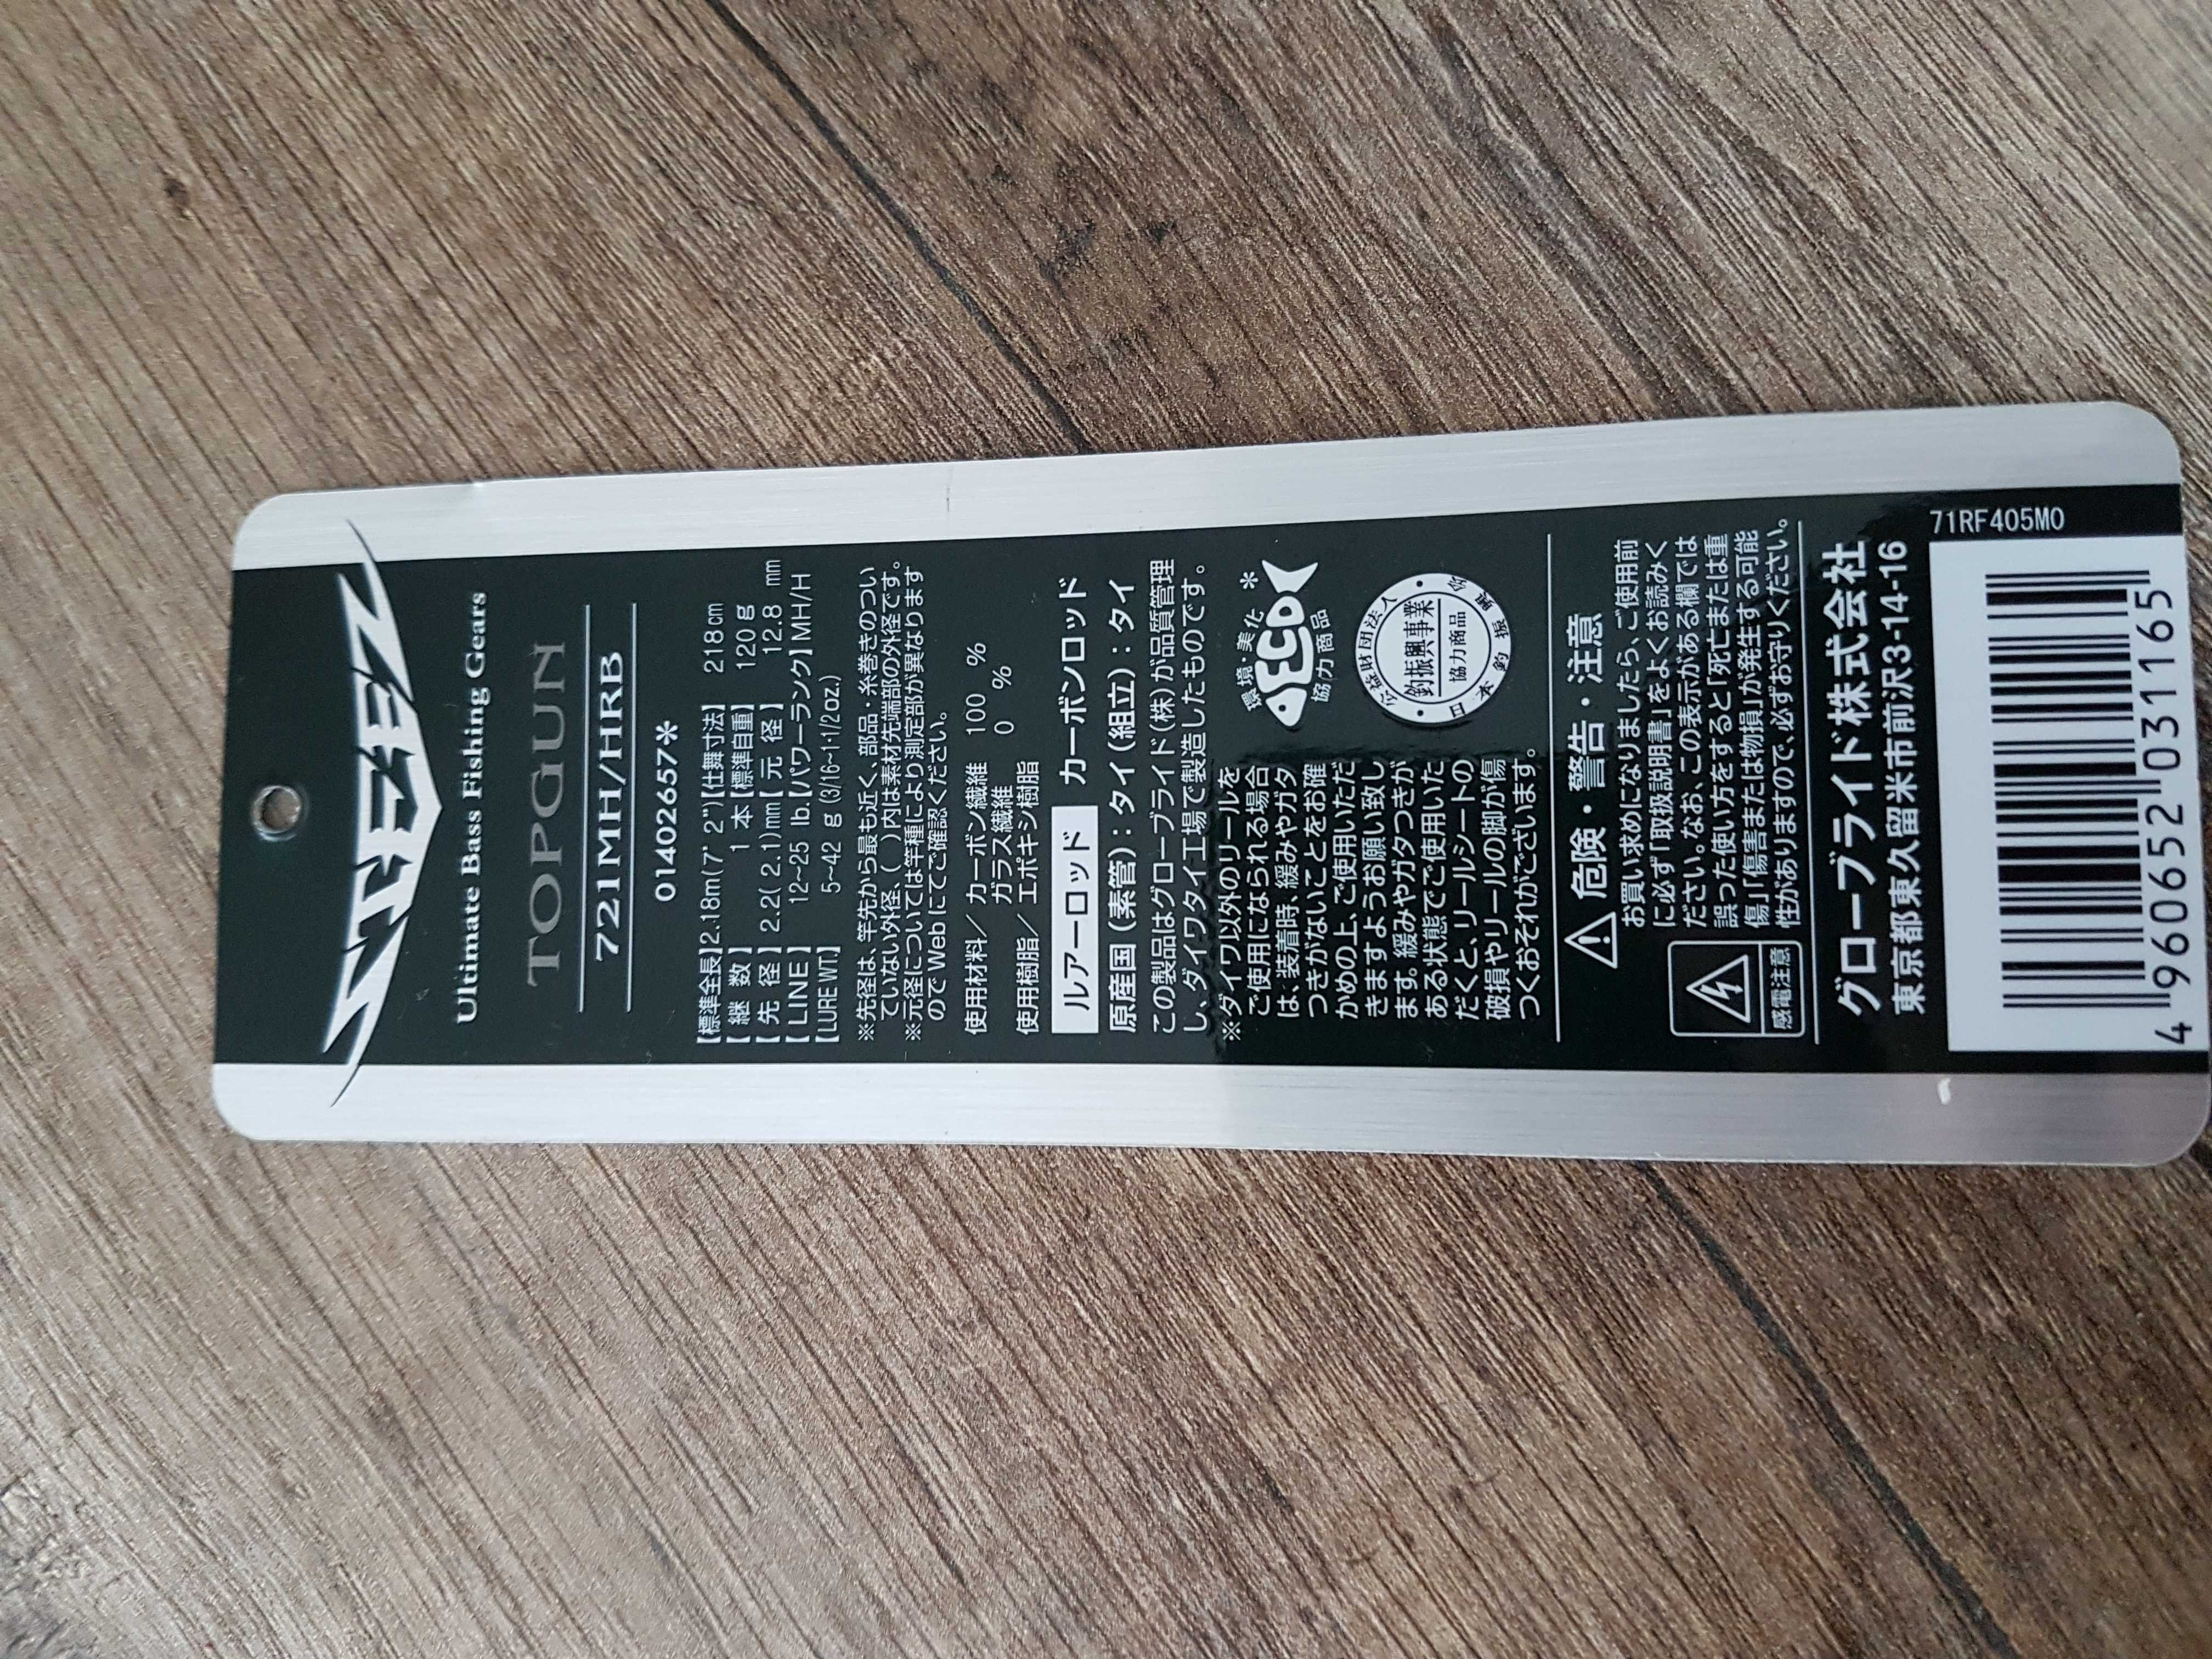 STEEZ
Ultimate Bass Fishing Gears
TOPGUN
721MH/HRB
01402657*
【標準全長】2.18m(7' 2")【仕舞寸法】 218cm
【継 数】 1 本【標準自重】 120g
【先 径】2.2( 2.1)mm【元 径】 12.8 mm
【LINE】 12~25 lb.【パワーランク】MH/H
【LURE WT.】 5~42 g (3/16~1・1/2oz.)
※先径は、竿先から最も近く、部品・糸巻きのつい
ていない外径、( )内は素材先端部の外径です。
※元径については竿種により測定部が異なります
のでWebにてご確認ください。
使用材料/ カーボン繊維 100 %
ガラス繊維 0 %
使用樹脂/ エポキシ樹脂
ルアーロッド カーボンロッド
原産国(素管):タイ(組立):タイ
この製品はグローブライド(株)が品質管理
し、ダイワタイ工場で製造したものです。
※ダイワ以外のリールを
ご使用になられる場合
は、装着時、緩みやガタ
つきがないことをお確
かめの上、ご使用いただ
きますようお願い致し
ます。緩みやガタつきが
ある状態でご使用いた
だくと、リールシートの
破損やリールの脚が傷
つくおそれがございます。
環境・美化 *
ECO
協力商品
公益財団法人
釣振興事業
協力商品
日本釣振興会
危険・警告・注意
感電注意
お買い求めになりましたら、ご使用前
に必ず「取扱説明書」をよくお読みく
ださい。なお、この表示がある欄では
誤った使い方をすると「死亡または重
傷」「傷害または物損」が発生する可能
性がありますので、必ずお守りください。
グローブライド株式会社
東京都東久留米市前沢3-14-16
71RF405M0
4 960652 031165